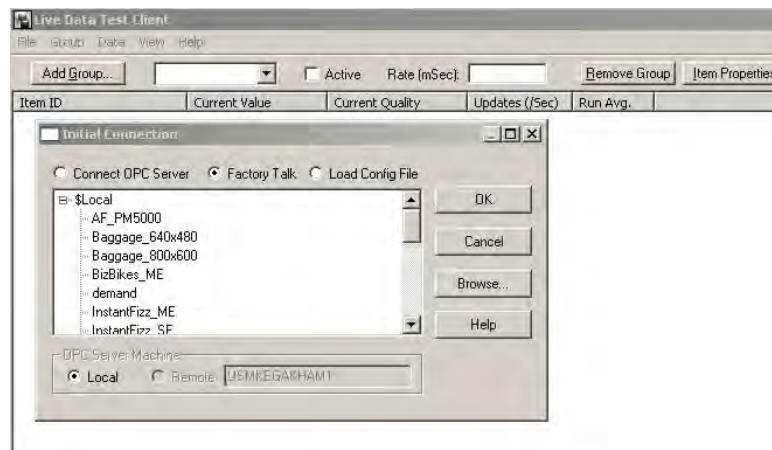 Live Data Test Client
File Group Data View Help
Add Group... Active Rate (mSec): Remove Group Item Properties
Item ID Current Value Current Quality Updates (/Sec) Run Avg.
Initial Connection
Connect OPC Server Factory Talk Load Config File
$Local
AF_PM5000
Baggage_640x480
Baggage_800x600
BizBikes_ME
demand
InstantFizz_ME
InstantFizz_SE
OK
Cancel
Browse...
Help
OPC Server Machine
Local Remote USMKEGAKHAM1